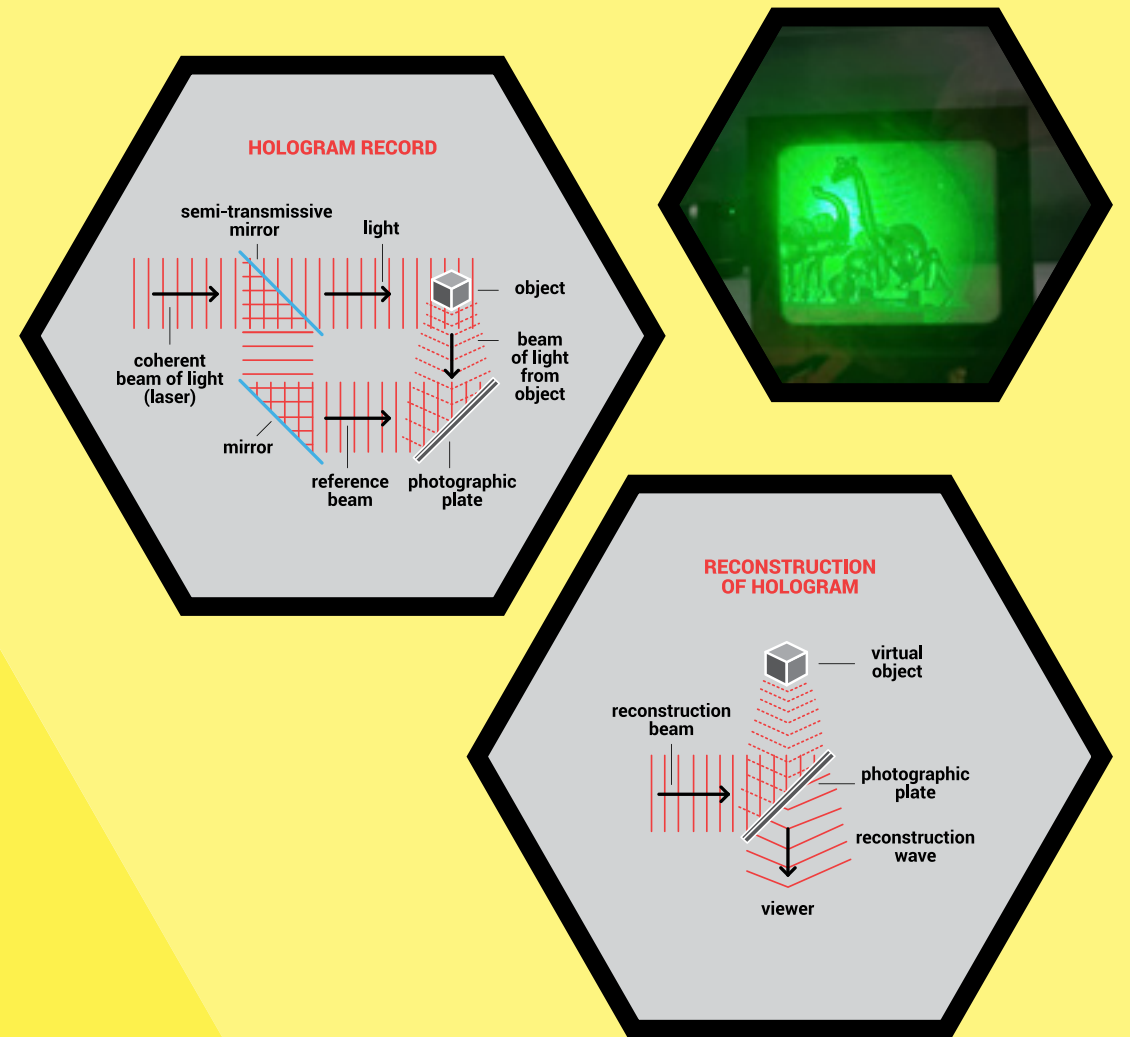 HOLOGRAM RECORD
semi-transmissive
mirror
light
object
coherent
beam of light
(laser)
beam
of light
from
object
mirror
reference
beam
photographic
plate
RECONSTRUCTION
OF HOLOGRAM
virtual
object
reconstruction
beam
photographic
plate
reconstruction
wave
viewer